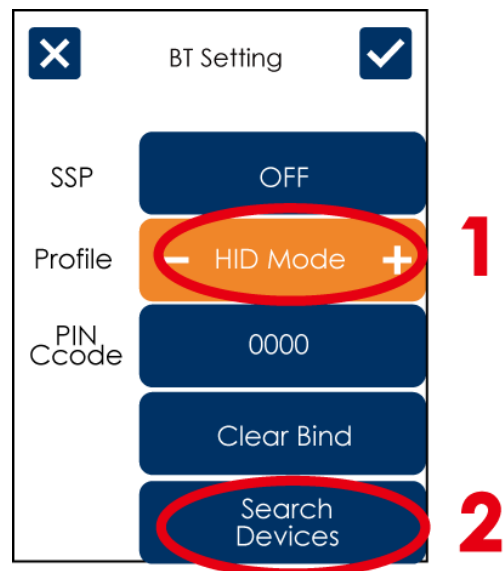 BT Setting
SSP
OFF
Profile
- HID Mode +
1
PIN
Ccode
0000
Clear Bind
Search
Devices
2